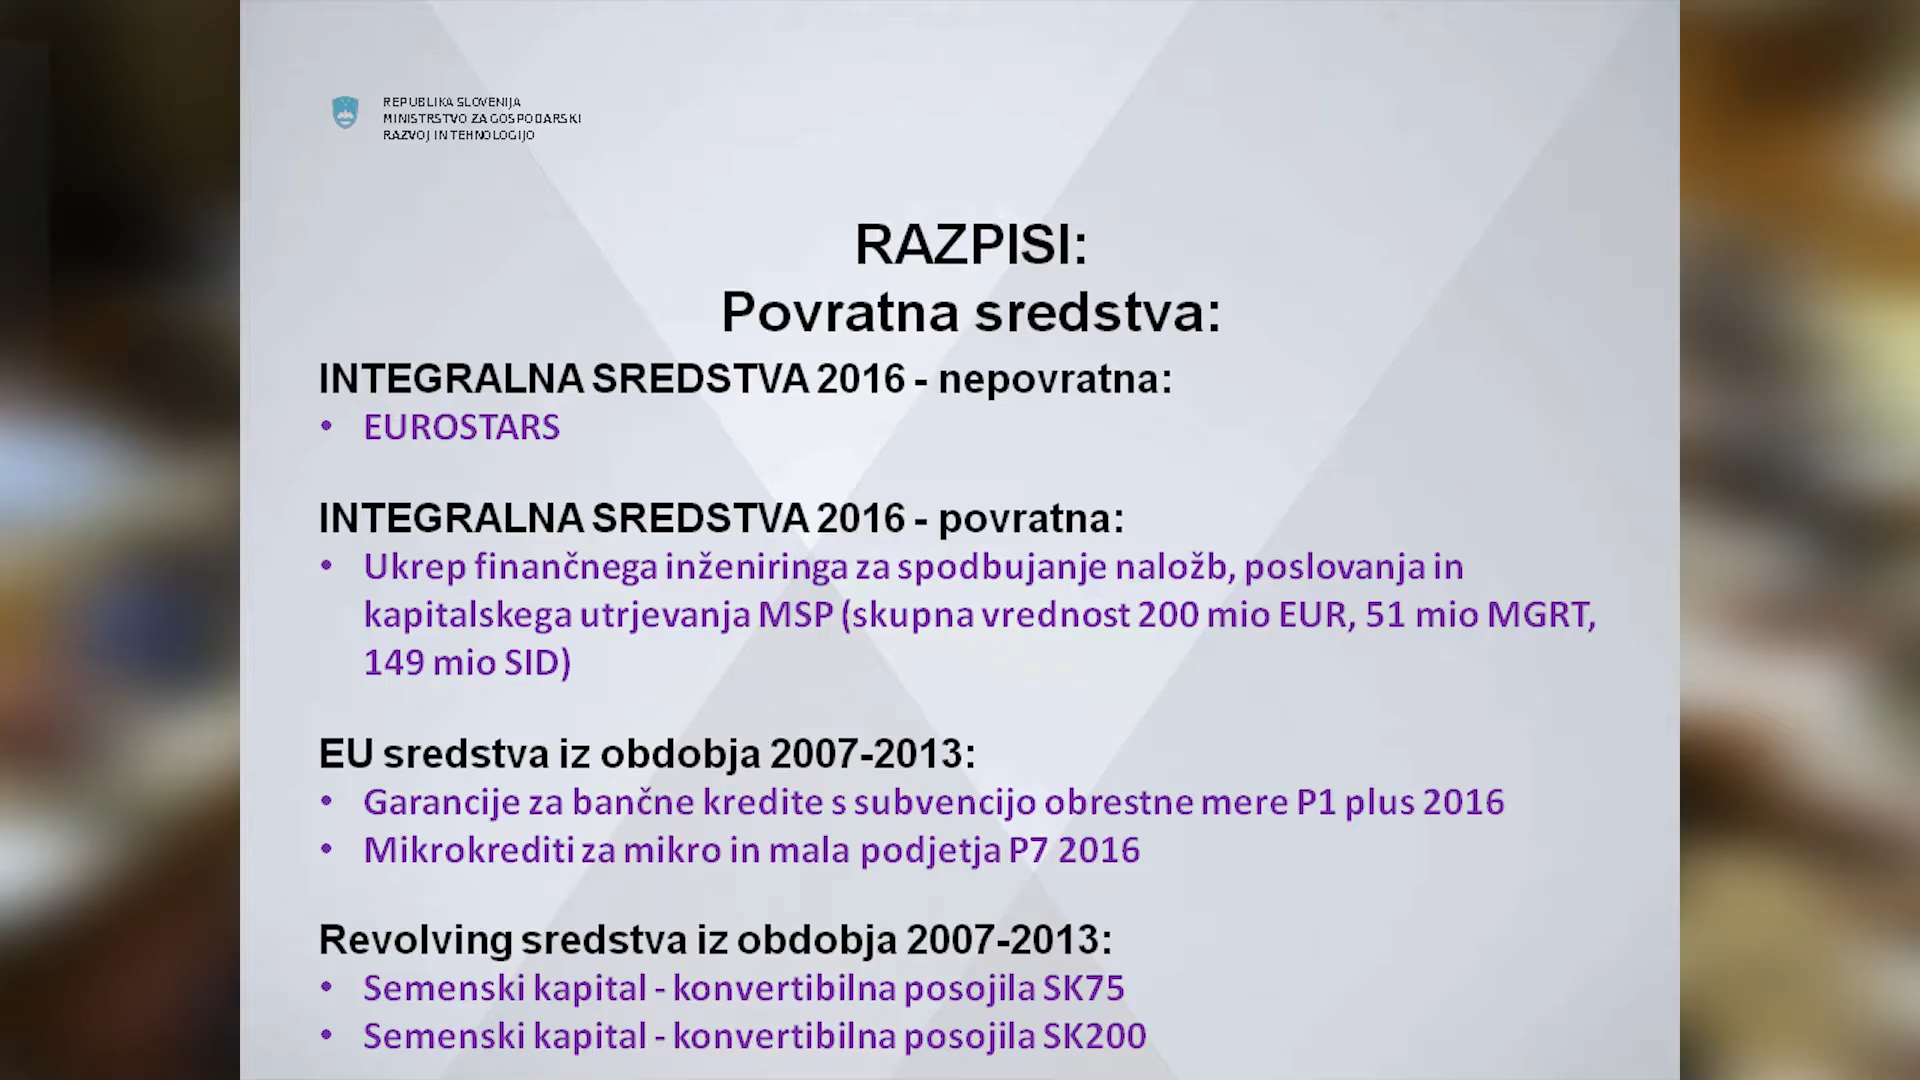 REPUBLIKA SLOVENIJA
MINISTRSTVO ZA GOSPODARSKI
RAZVOJ IN TEHNOLOGIJO
RAZPISI:
Povratna sredstva:
INTEGRALNA SREDSTVA 2016 - nepovratna:
• EUROSTARS
INTEGRALNA SREDSTVA 2016 - povratna:
• Ukrep finančnega inženiringa za spodbujanje naložb, poslovanja in
kapitalskega utrjevanja MSP (skupna vrednost 200 mio EUR, 51 mio MGRT,
149 mio SID)
EU sredstva iz obdobja 2007-2013:
• Garancije za bančne kredite s subvencijo obrestne mere P1 plus 2016
• Mikrokrediti za mikro in mala podjetja P7 2016
Revolving sredstva iz obdobja 2007-2013:
• Semenski kapital - konvertibilna posojila SK75
• Semenski kapital - konvertibilna posojila SK200